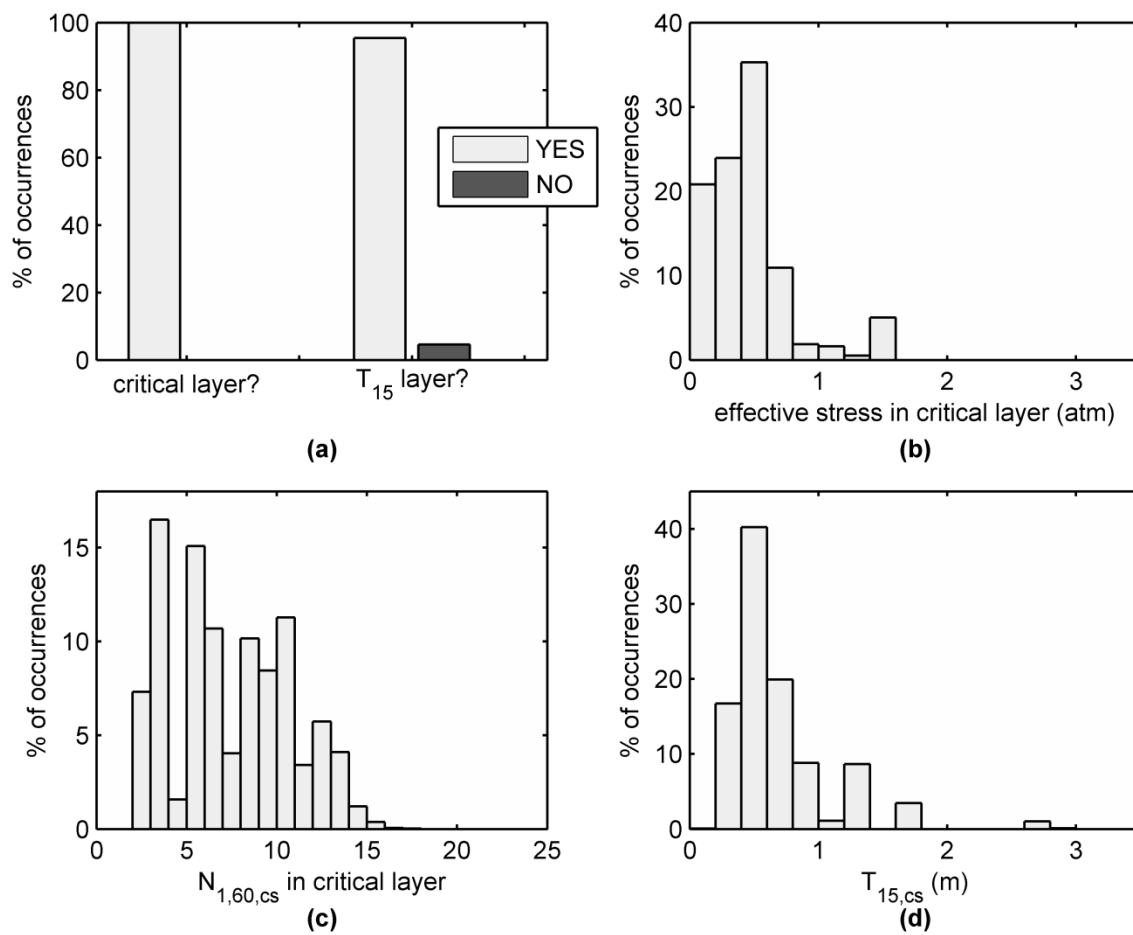 100
80
60
40
20
0
% of occurrences
critical layer?
T15 layer?
YES
NO
(a)
40
30
20
10
0
% of occurrences
0 1 2 3
effective stress in critical layer (atm)
(b)
15
10
5
0
% of occurrences
0 5 10 15 20 25
N1,60,cs in critical layer
(c)
40
30
20
10
0
% of occurrences
0 1 2 3
T15,cs (m)
(d)